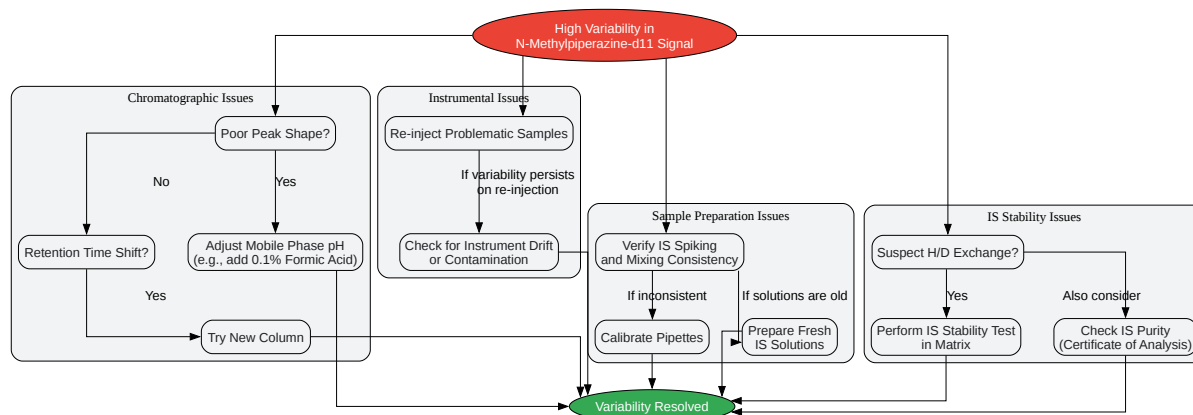 High Variability in
N-Methylpiperazine-d11 Signal
Chromatographic Issues
Poor Peak Shape?
No
Yes
Retention Time Shift?
Adjust Mobile Phase pH
(e.g., add 0.1% Formic Acid)
Yes
Try New Column
Instrumental Issues
Re-inject Problematic Samples
If variability persists
on re-injection
Check for Instrument Drift
or Contamination
Sample Preparation Issues
Verify IS Spiking
and Mixing Consistency
If inconsistent
If solutions are old
Calibrate Pipettes
Prepare Fresh
IS Solutions
IS Stability Issues
Suspect H/D Exchange?
Yes
Also consider
Perform IS Stability Test
in Matrix
Check IS Purity
(Certificate of Analysis)
Variability Resolved